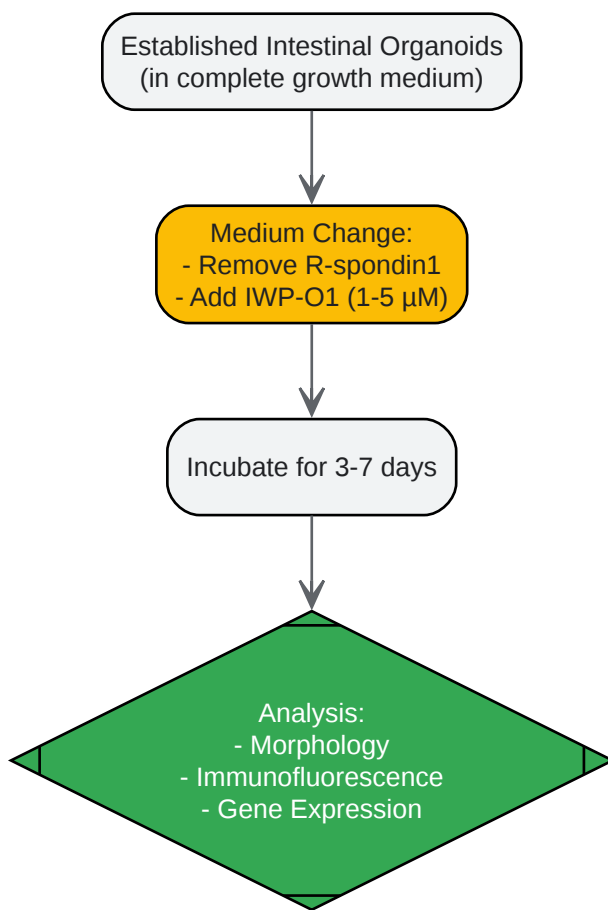 Established Intestinal Organoids
(in complete growth medium)
Medium Change:
- Remove R-spondin1
- Add IWP-O1 (1-5 µM)
Incubate for 3-7 days
Analysis:
- Morphology
- Immunofluorescence
- Gene Expression